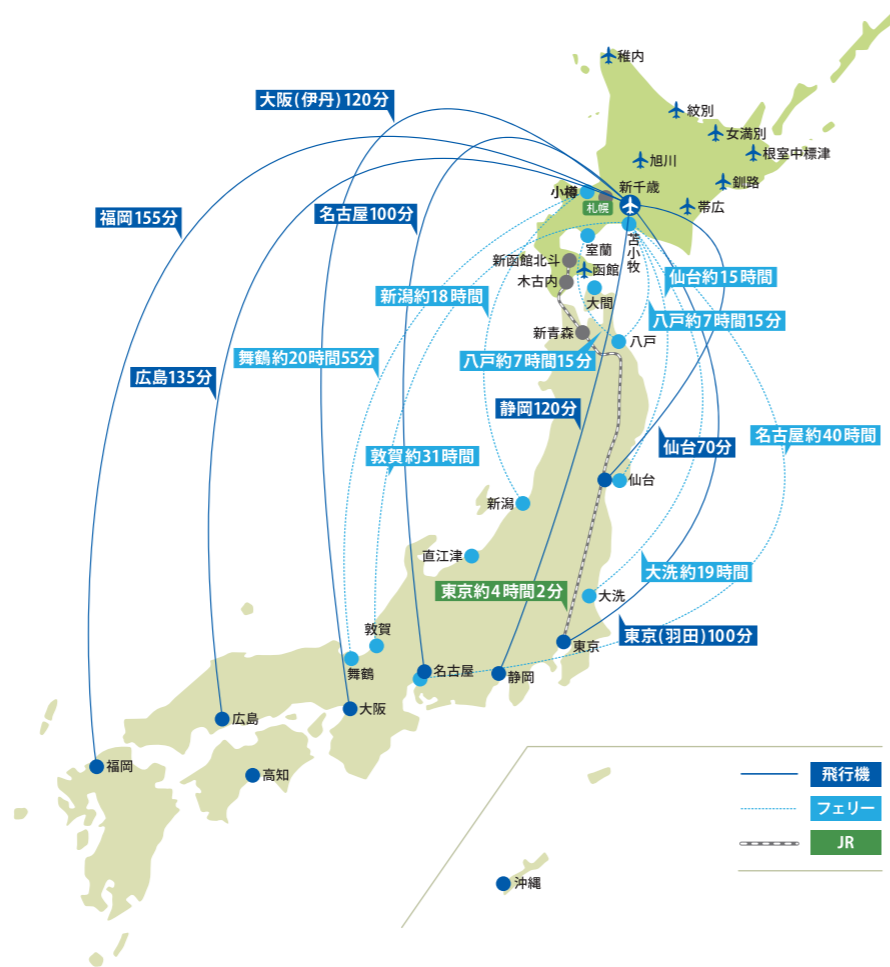 稚内
紋別
大阪(伊丹)120分
女満別
根室中標津
旭川
釧路
小樽
新千歳
札幌
帯広
福岡155分
名古屋100分
苫小牧
室蘭
新函館北斗
函館
仙台約15時間
木古内
新潟約18時間
大間
八戸約7時間15分
新青森
八戸
舞鶴約20時間55分
八戸約7時間15分
広島135分
静岡120分
名古屋約40時間
仙台70分
敦賀約31時間
仙台
新潟
直江津
大洗約19時間
東京約4時間2分
大洗
敦賀
東京(羽田)100分
東京
舞鶴
名古屋
静岡
大阪
広島
福岡
高知
飛行機
フェリー
JR
沖縄